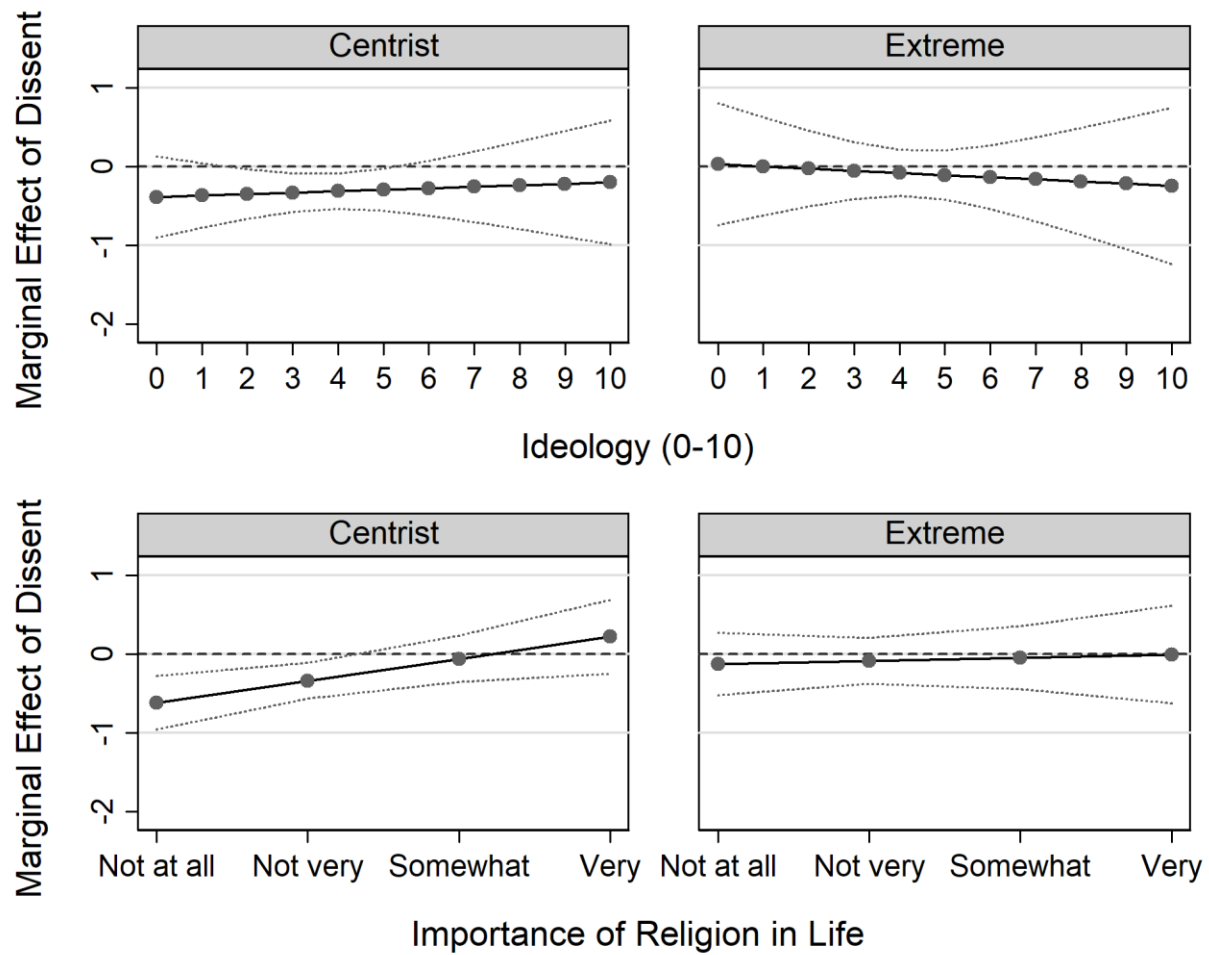 Centrist
Extreme
Marginal Effect of Dissent
1
0
-1
-2
0 1 2 3 4 5 6 7 8 9 10
0 1 2 3 4 5 6 7 8 9 10
Ideology (0-10)
Centrist
Extreme
Marginal Effect of Dissent
1
0
-1
-2
Not at all Not very Somewhat Very
Not at all Not very Somewhat Very
Importance of Religion in Life